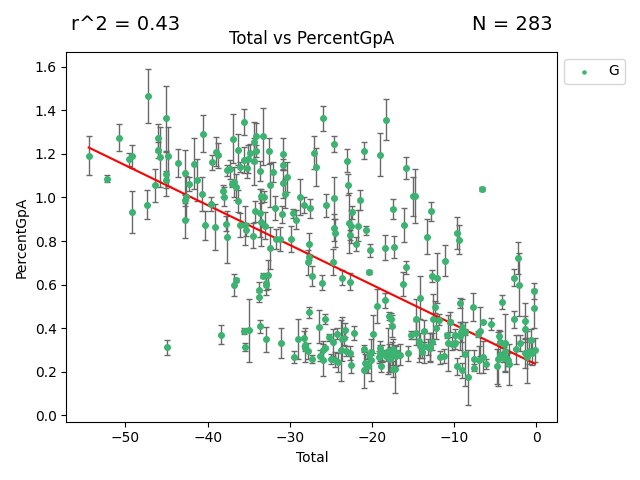 r^2 = 0.43
N = 283
Total vs PercentGpA
G
PercentGpA
1.6
1.4
1.2
1.0
0.8
0.6
0.4
0.2
0.0
−50
−40
−30
−20
−10
0
Total